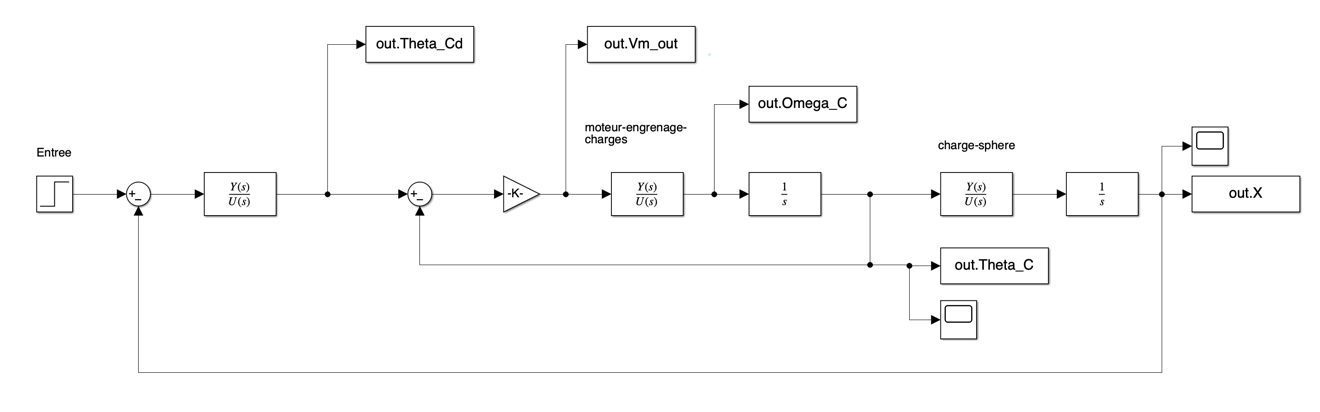 out.Theta_Cd
out.Vm_out
out.Omega_C
moteur-engrenage-
charges
charge-sphere
Entree
+
−
Y(s)
U(s)
+
−
-K-
Y(s)
U(s)
1
s
Y(s)
U(s)
1
s
out.X
out.Theta_C